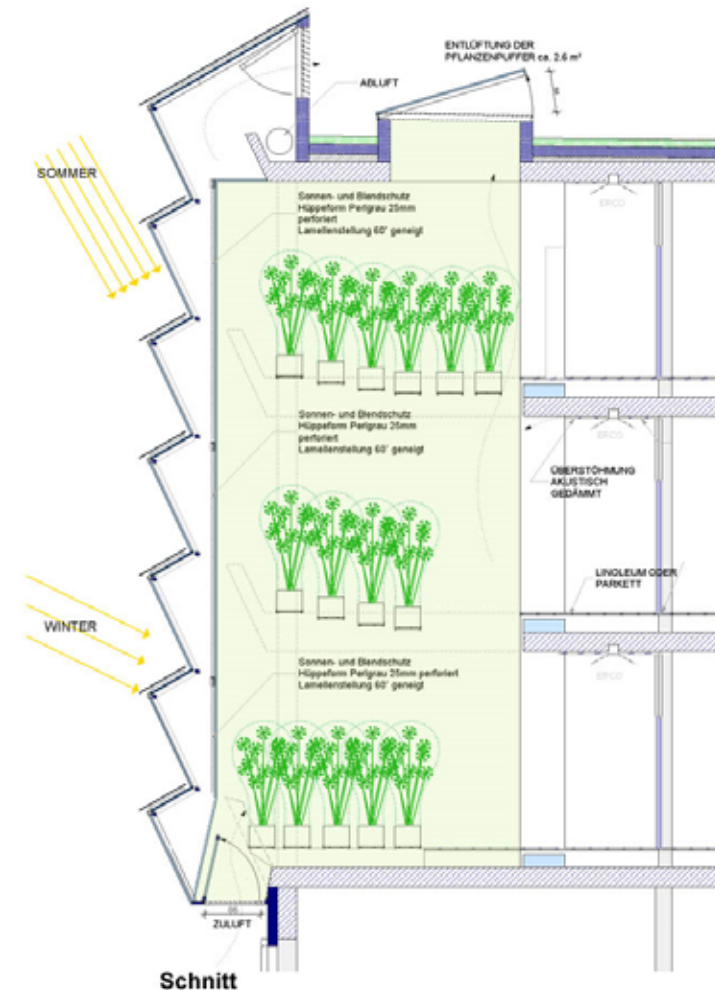 ENTLÜFTUNG DER
PFLANZENPUFFER ca. 2.6 m²
ABLUFT
SOMMER
Sonnen- und Blendschutz
Hüppeform Perlgrau 25mm
perforiert
Lamellenstellung 60° geneigt
ERCO
Sonnen- und Blendschutz
Hüppeform Perlgrau 25mm
perforiert
Lamellenstellung 60° geneigt
ERCO
ÜBERSTÖHMUNG
AKUSTISCH
GEDÄMMT
LINOLEUM ODER
PARKETT
WINTER
Sonnen- und Blendschutz
Hüppeform Perlgrau 25mm perforiert
Lamellenstellung 60° geneigt
ERCO
ZULUFT
Schnitt